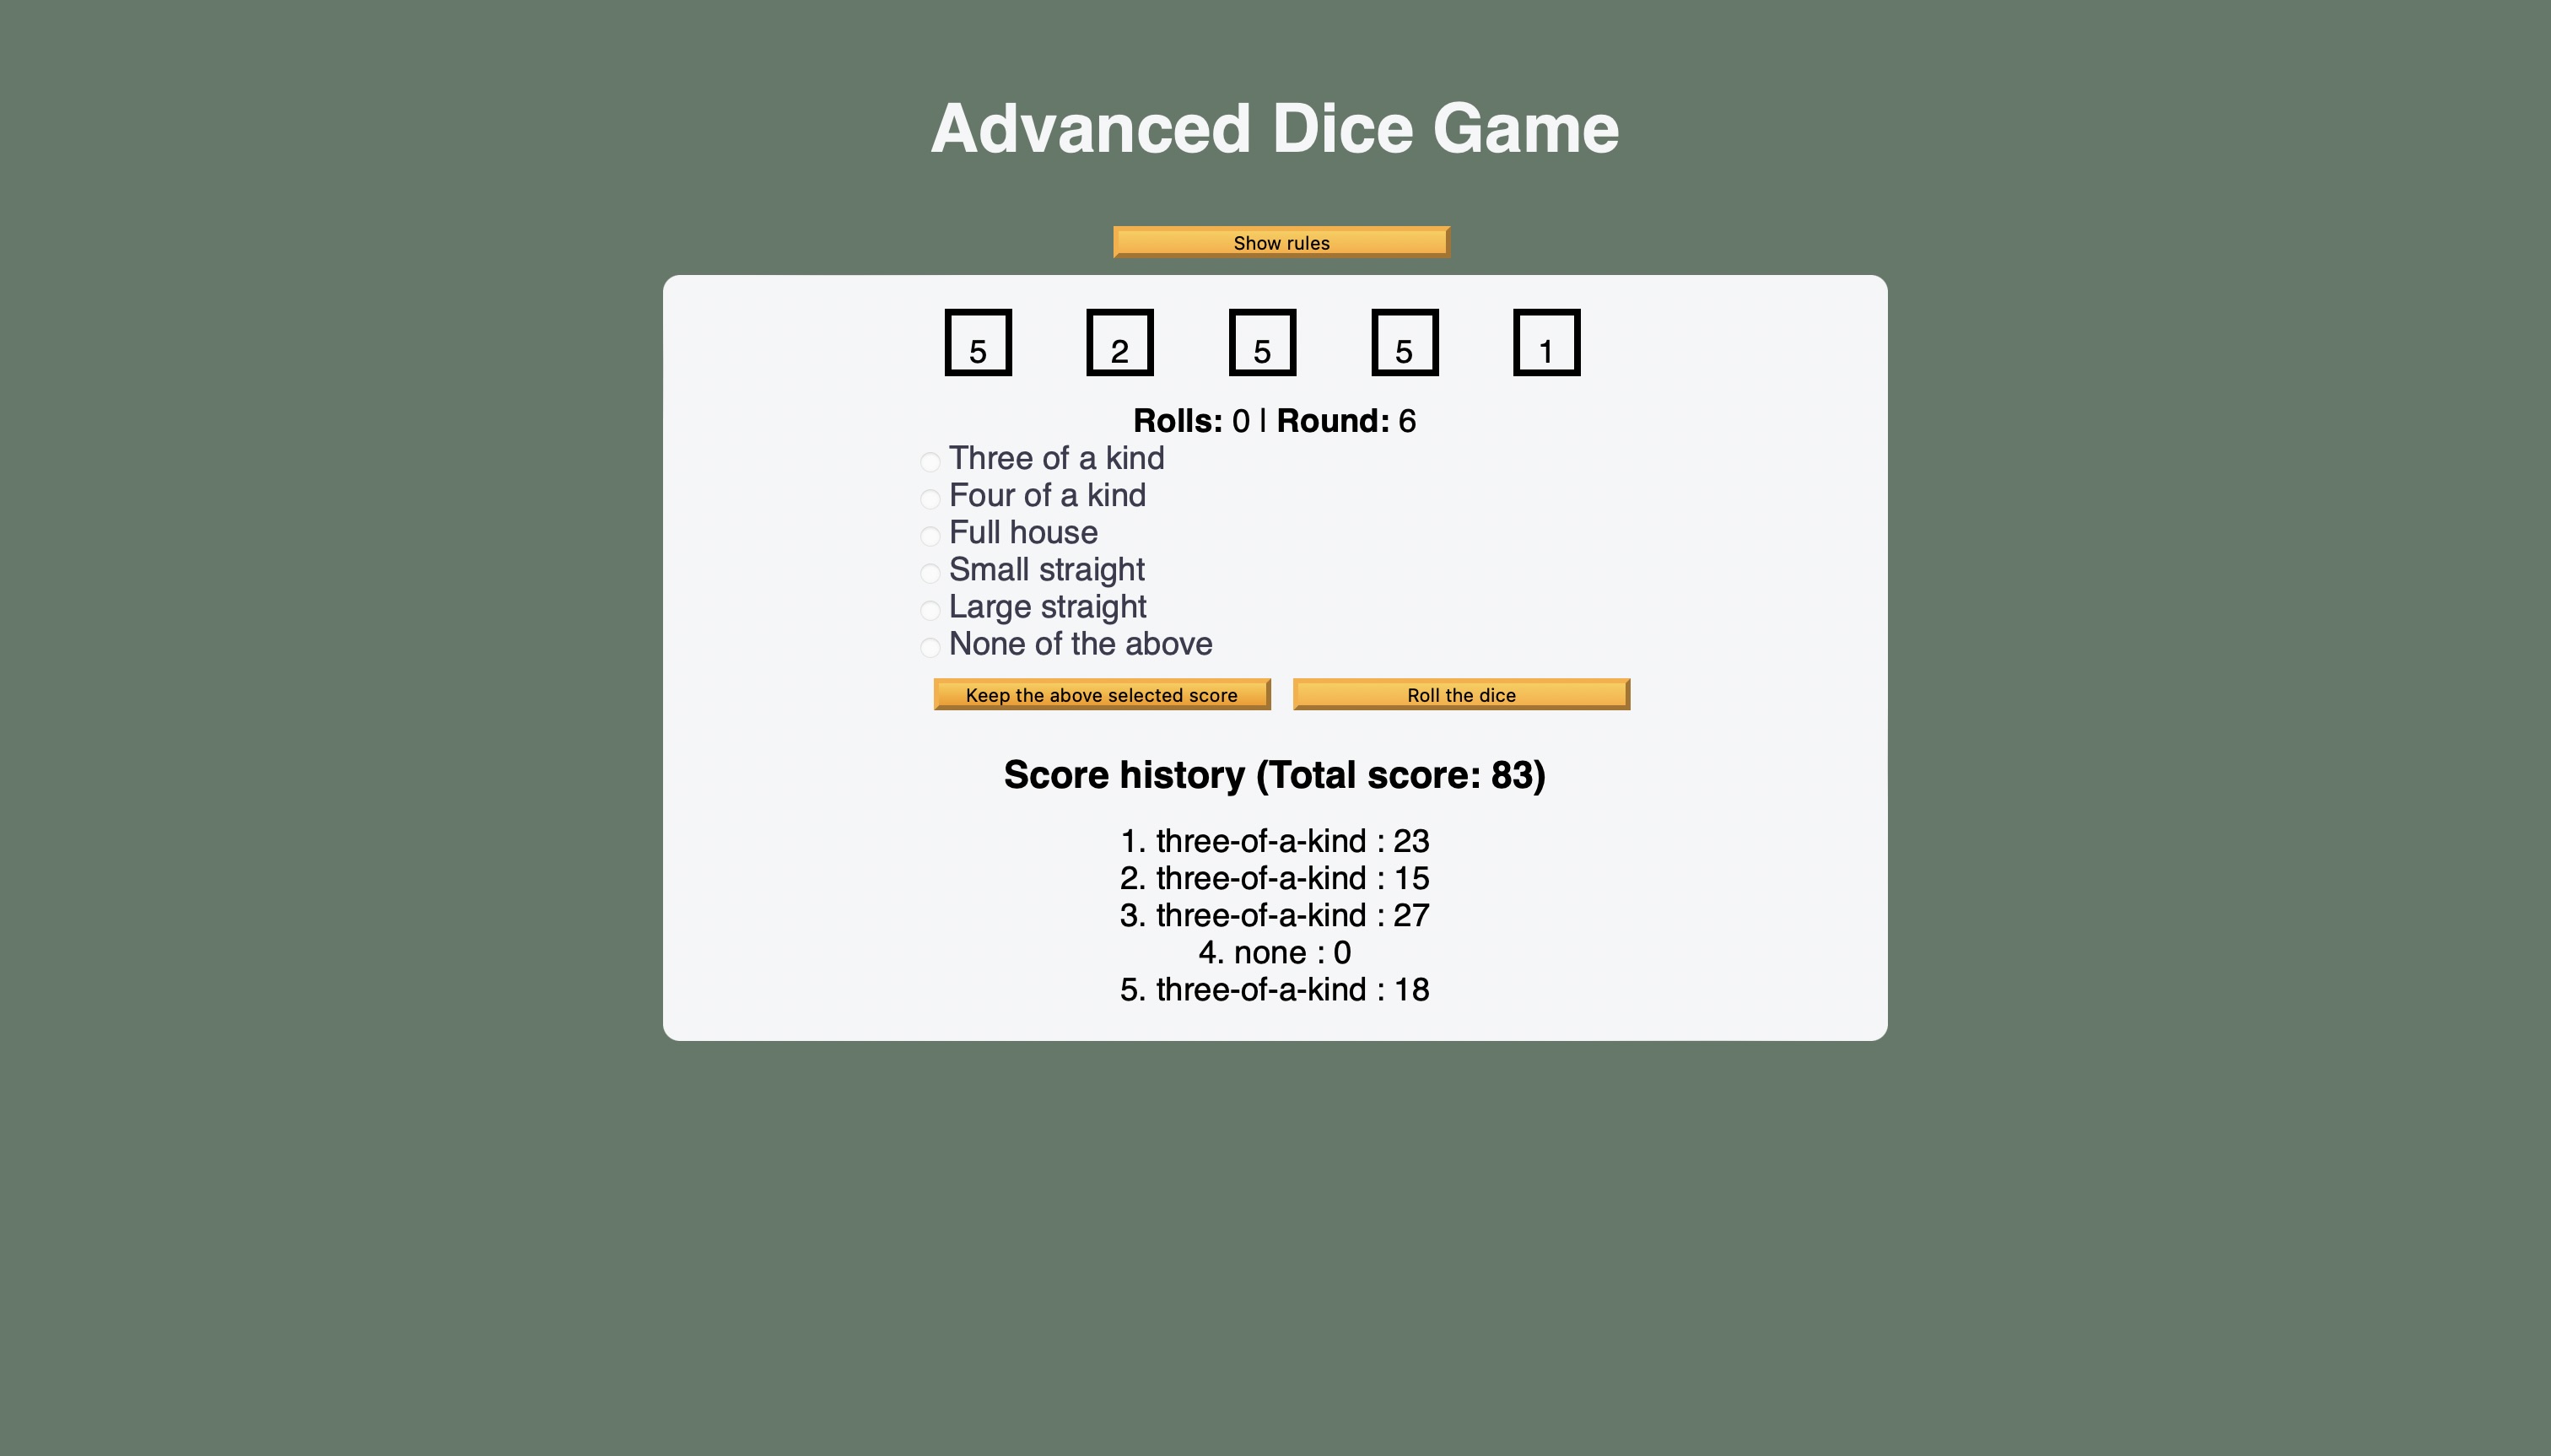 Advanced Dice Game
Show rules
5 2 5 5 1
Rolls: 0 | Round: 6
Three of a kind
Four of a kind
Full house
Small straight
Large straight
None of the above
Keep the above selected score Roll the dice
Score history (Total score: 83)
1. three-of-a-kind : 23
2. three-of-a-kind : 15
3. three-of-a-kind : 27
4. none : 0
5. three-of-a-kind : 18